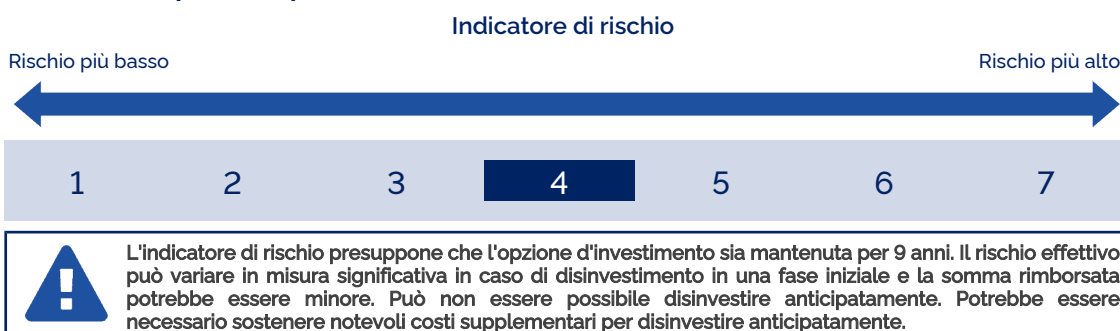 Indicatore di rischio
Rischio più basso Rischio più alto
1 2 3 4 5 6 7
L'indicatore di rischio presuppone che l'opzione d'investimento sia mantenuta per 9 anni. Il rischio effettivo
può variare in misura significativa in caso di disinvestimento in una fase iniziale e la somma rimborsata
potrebbe essere minore. Può non essere possibile disinvestire anticipatamente. Potrebbe essere
necessario sostenere notevoli costi supplementari per disinvestire anticipatamente.